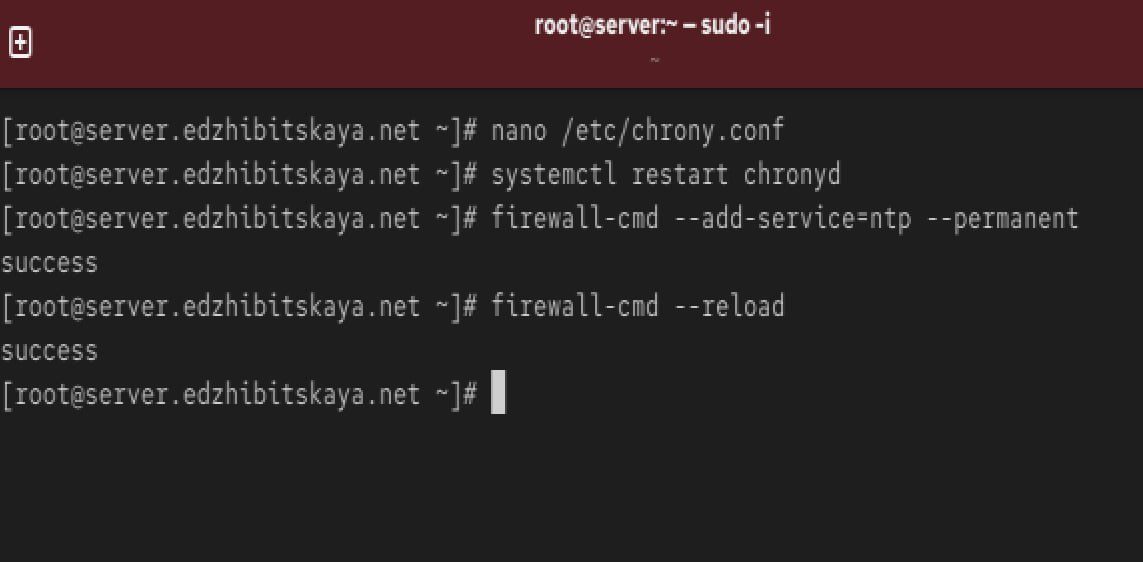 root@server:~ – sudo -i
~
[root@server.edzhibitskaya.net ~]# nano /etc/chrony.conf
[root@server.edzhibitskaya.net ~]# systemctl restart chronyd
[root@server.edzhibitskaya.net ~]# firewall-cmd --add-service=ntp --permanent
success
[root@server.edzhibitskaya.net ~]# firewall-cmd --reload
success
[root@server.edzhibitskaya.net ~]#